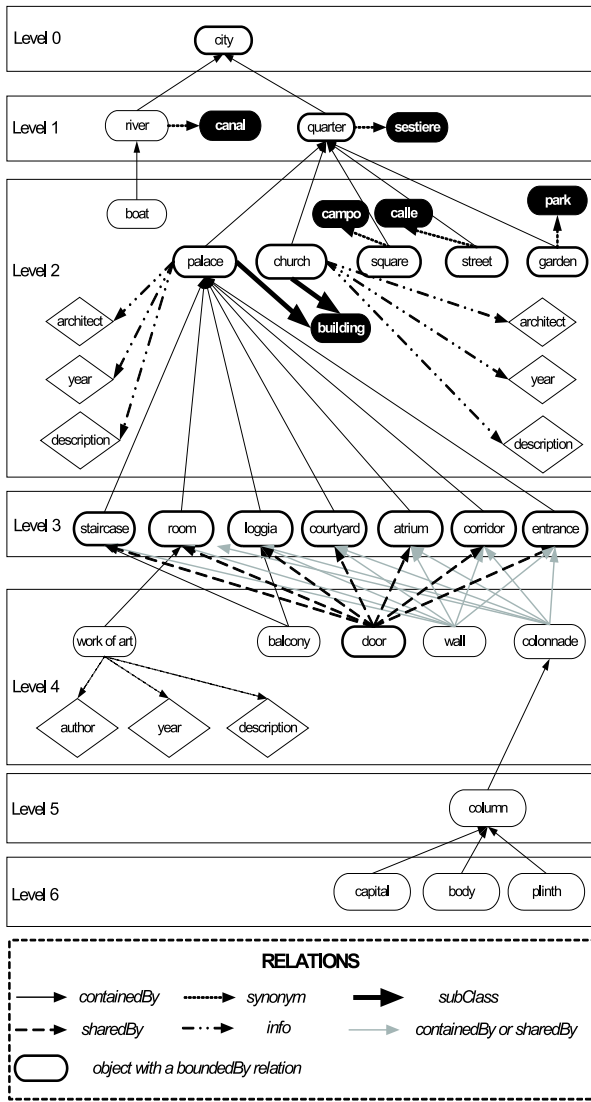 Level 0
city
Level 1
river
canal
quarter
sestiere
Level 2
boat
campo
calle
park
palace
church
square
street
garden
building
architect
year
description
architect
year
description
Level 3
staircase
room
loggia
courtyard
atrium
corridor
entrance
Level 4
work of art
balcony
door
wall
colonnade
author
year
description
Level 5
column
Level 6
capital
body
plinth
RELATIONS
containedBy
synonym
subClass
sharedBy
info
containedBy or sharedBy
object with a boundedBy relation